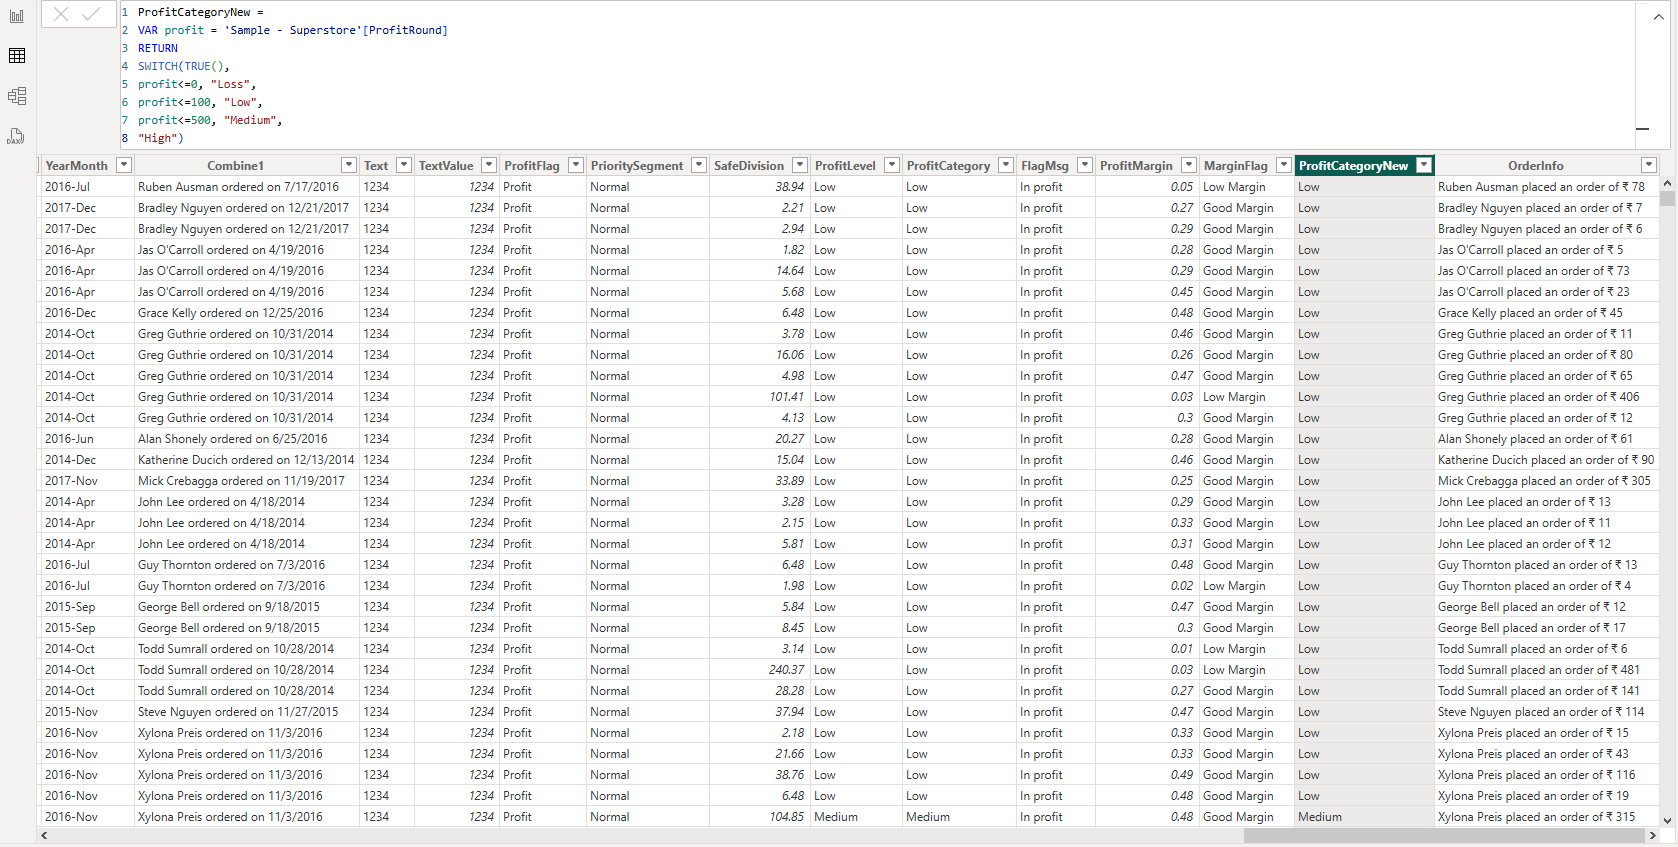 1 ProfitCategoryNew =
2 VAR profit = 'Sample - Superstore'[ProfitRound]
3 RETURN
4 SWITCH(TRUE(),
5 profit<=0, "Loss",
6 profit<=100, "Low",
7 profit<=500, "Medium",
8 "High")
YearMonth Combine1 Text TextValue ProfitFlag PrioritySegment SafeDivision ProfitLevel ProfitCategory FlagMsg ProfitMargin MarginFlag ProfitCategoryNew OrderInfo
2016-Jul Ruben Ausman ordered on 7/17/2016 1234 1234 Profit Normal 38.94 Low Low In profit 0.05 Low Margin Low Ruben Ausman placed an order of ₹ 78
2017-Dec Bradley Nguyen ordered on 12/21/2017 1234 1234 Profit Normal 2.21 Low Low In profit 0.27 Good Margin Low Bradley Nguyen placed an order of ₹ 7
2017-Dec Bradley Nguyen ordered on 12/21/2017 1234 1234 Profit Normal 2.94 Low Low In profit 0.29 Good Margin Low Bradley Nguyen placed an order of ₹ 6
2016-Apr Jas O'Carroll ordered on 4/19/2016 1234 1234 Profit Normal 1.82 Low Low In profit 0.28 Good Margin Low Jas O'Carroll placed an order of ₹ 5
2016-Apr Jas O'Carroll ordered on 4/19/2016 1234 1234 Profit Normal 14.64 Low Low In profit 0.29 Good Margin Low Jas O'Carroll placed an order of ₹ 73
2016-Apr Jas O'Carroll ordered on 4/19/2016 1234 1234 Profit Normal 5.68 Low Low In profit 0.45 Good Margin Low Jas O'Carroll placed an order of ₹ 23
2016-Dec Grace Kelly ordered on 12/25/2016 1234 1234 Profit Normal 6.48 Low Low In profit 0.48 Good Margin Low Grace Kelly placed an order of ₹ 45
2014-Oct Greg Guthrie ordered on 10/31/2014 1234 1234 Profit Normal 3.78 Low Low In profit 0.46 Good Margin Low Greg Guthrie placed an order of ₹ 11
2014-Oct Greg Guthrie ordered on 10/31/2014 1234 1234 Profit Normal 16.06 Low Low In profit 0.26 Good Margin Low Greg Guthrie placed an order of ₹ 80
2014-Oct Greg Guthrie ordered on 10/31/2014 1234 1234 Profit Normal 4.98 Low Low In profit 0.47 Good Margin Low Greg Guthrie placed an order of ₹ 65
2014-Oct Greg Guthrie ordered on 10/31/2014 1234 1234 Profit Normal 101.41 Low Low In profit 0.03 Low Margin Low Greg Guthrie placed an order of ₹ 406
2014-Oct Greg Guthrie ordered on 10/31/2014 1234 1234 Profit Normal 4.13 Low Low In profit 0.3 Good Margin Low Greg Guthrie placed an order of ₹ 12
2016-Jun Alan Shonely ordered on 6/25/2016 1234 1234 Profit Normal 20.27 Low Low In profit 0.28 Good Margin Low Alan Shonely placed an order of ₹ 61
2014-Dec Katherine Ducich ordered on 12/13/2014 1234 1234 Profit Normal 15.04 Low Low In profit 0.46 Good Margin Low Katherine Ducich placed an order of ₹ 90
2017-Nov Mick Crebagga ordered on 11/19/2017 1234 1234 Profit Normal 33.89 Low Low In profit 0.25 Good Margin Low Mick Crebagga placed an order of ₹ 305
2014-Apr John Lee ordered on 4/18/2014 1234 1234 Profit Normal 3.28 Low Low In profit 0.29 Good Margin Low John Lee placed an order of ₹ 13
2014-Apr John Lee ordered on 4/18/2014 1234 1234 Profit Normal 2.15 Low Low In profit 0.33 Good Margin Low John Lee placed an order of ₹ 11
2014-Apr John Lee ordered on 4/18/2014 1234 1234 Profit Normal 5.81 Low Low In profit 0.31 Good Margin Low John Lee placed an order of ₹ 12
2016-Jul Guy Thornton ordered on 7/3/2016 1234 1234 Profit Normal 6.48 Low Low In profit 0.48 Good Margin Low Guy Thornton placed an order of ₹ 13
2016-Jul Guy Thornton ordered on 7/3/2016 1234 1234 Profit Normal 1.98 Low Low In profit 0.02 Low Margin Low Guy Thornton placed an order of ₹ 4
2015-Sep George Bell ordered on 9/18/2015 1234 1234 Profit Normal 5.84 Low Low In profit 0.47 Good Margin Low George Bell placed an order of ₹ 12
2015-Sep George Bell ordered on 9/18/2015 1234 1234 Profit Normal 8.45 Low Low In profit 0.3 Good Margin Low George Bell placed an order of ₹ 17
2014-Oct Todd Sumrall ordered on 10/28/2014 1234 1234 Profit Normal 3.14 Low Low In profit 0.01 Low Margin Low Todd Sumrall placed an order of ₹ 6
2014-Oct Todd Sumrall ordered on 10/28/2014 1234 1234 Profit Normal 240.37 Low Low In profit 0.03 Low Margin Low Todd Sumrall placed an order of ₹ 481
2014-Oct Todd Sumrall ordered on 10/28/2014 1234 1234 Profit Normal 28.28 Low Low In profit 0.27 Good Margin Low Todd Sumrall placed an order of ₹ 141
2015-Nov Steve Nguyen ordered on 11/27/2015 1234 1234 Profit Normal 37.94 Low Low In profit 0.47 Good Margin Low Steve Nguyen placed an order of ₹ 114
2016-Nov Xylona Preis ordered on 11/3/2016 1234 1234 Profit Normal 2.18 Low Low In profit 0.33 Good Margin Low Xylona Preis placed an order of ₹ 15
2016-Nov Xylona Preis ordered on 11/3/2016 1234 1234 Profit Normal 21.66 Low Low In profit 0.33 Good Margin Low Xylona Preis placed an order of ₹ 43
2016-Nov Xylona Preis ordered on 11/3/2016 1234 1234 Profit Normal 38.76 Low Low In profit 0.49 Good Margin Low Xylona Preis placed an order of ₹ 116
2016-Nov Xylona Preis ordered on 11/3/2016 1234 1234 Profit Normal 6.48 Low Low In profit 0.48 Good Margin Low Xylona Preis placed an order of ₹ 19
2016-Nov Xylona Preis ordered on 11/3/2016 1234 1234 Profit Normal 104.85 Medium Medium In profit 0.48 Good Margin Medium Xylona Preis placed an order of ₹ 315